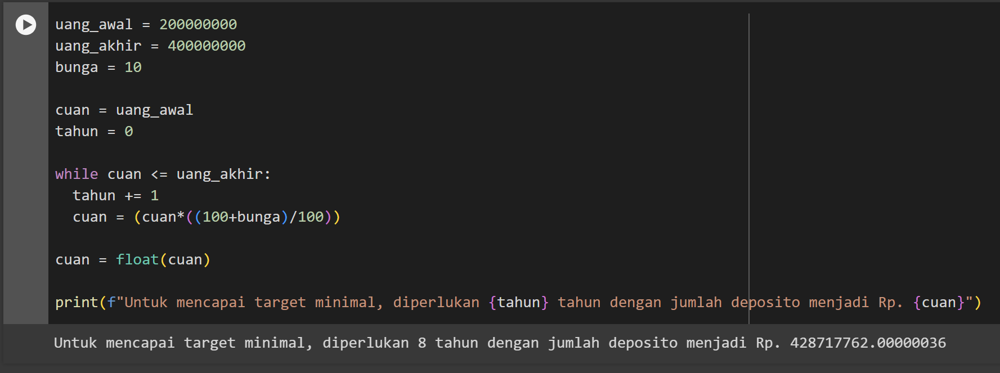 uang_awal = 200000000
uang_akhir = 400000000
bunga = 10
cuan = uang_awal
tahun = 0
while cuan <= uang_akhir:
  tahun += 1
  cuan = (cuan*((100+bunga)/100))
cuan = float(cuan)
print(f"Untuk mencapai target minimal, diperlukan {tahun} tahun dengan jumlah deposito menjadi Rp. {cuan}")
Untuk mencapai target minimal, diperlukan 8 tahun dengan jumlah deposito menjadi Rp. 428717762.00000036